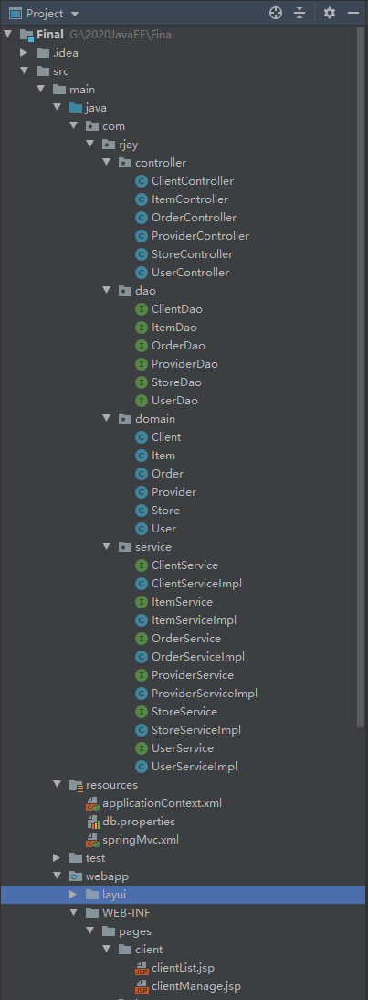 Project
Final G:\2020JavaEE\Final
.idea
src
main
java
com
rjay
controller
ClientController
ItemController
OrderController
ProviderController
StoreController
UserController
dao
ClientDao
ItemDao
OrderDao
ProviderDao
StoreDao
UserDao
domain
Client
Item
Order
Provider
Store
User
service
ClientService
ClientServiceImpl
ItemService
ItemServiceImpl
OrderService
OrderServiceImpl
ProviderService
ProviderServiceImpl
StoreService
StoreServiceImpl
UserService
UserServiceImpl
resources
applicationContext.xml
db.properties
springMvc.xml
test
webapp
layui
WEB-INF
pages
client
clientList.jsp
clientManage.jsp